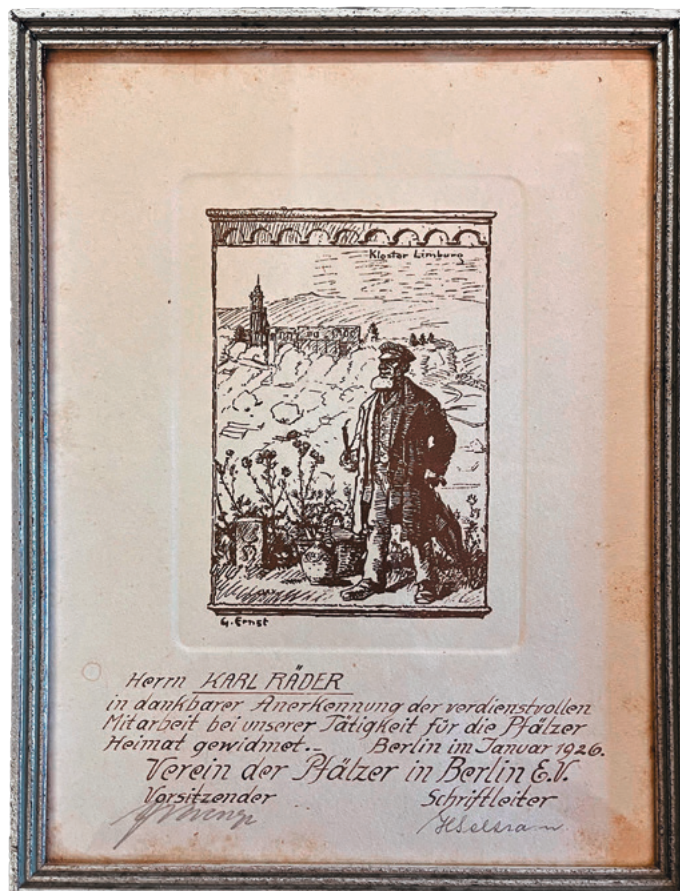 Kloster Limburg
G. Ernst
Herrn KARL RÄDER
in dankbarer Anerkennung der verdienstvollen
Mitarbeit bei unserer Tätigkeit für die Pfälzer
Heimat gewidmet.- Berlin im Januar 1926.
Verein der Pfälzer in Berlin E.V.
Vorsitzender Schriftleiter